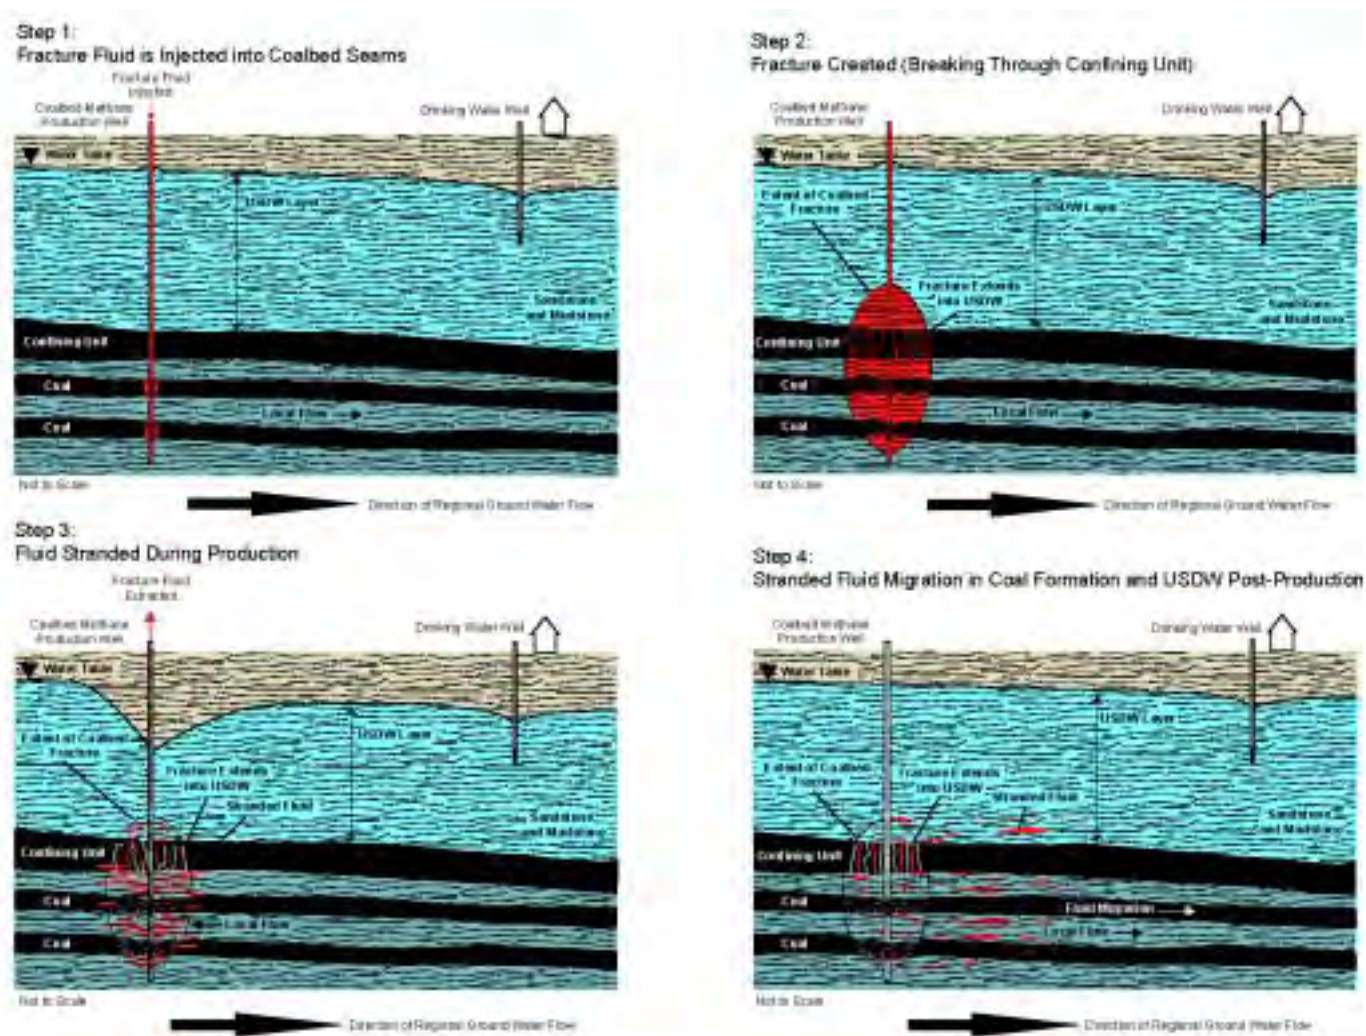 Step 1:
Fracture Fluid is Injected into Coalbed Seams
Fracture Fluid
Injected
Coalbed Methane
Production Well
Drinking Water Well
Water Table
USDW Layer
Sandstone
and Mudstone
Confining Unit
Coal
Local Flow
Coal
Not to Scale
Direction of Regional Ground Water Flow
Step 2:
Fracture Created (Breaking Through Confining Unit)
Coalbed Methane
Production Well
Drinking Water Well
Water Table
Extent of Coalbed
Fracture
USDW Layer
Fracture Extends
into USDW
Sandstone
and Mudstone
Confining Unit
Coal
Local Flow
Coal
Not to Scale
Direction of Regional Ground Water Flow
Step 3:
Fluid Stranded During Production
Fracture Fluid
Extracted
Coalbed Methane
Production Well
Drinking Water Well
Water Table
Extent of Coalbed
Fracture
USDW Layer
Fracture Extends
into USDW
Stranded Fluid
Sandstone
and Mudstone
Confining Unit
Coal
Local Flow
Coal
Not to Scale
Direction of Regional Ground Water Flow
Step 4:
Stranded Fluid Migration in Coal Formation and USDW Post-Production
Coalbed Methane
Production Well
Drinking Water Well
Water Table
USDW Layer
Extent of Coalbed
Fracture
Fracture Extends
into USDW
Stranded Fluid
Sandstone
and Mudstone
Confining Unit
Coal
Fluid Migration
Local Flow
Coal
Not to Scale
Direction of Regional Ground Water Flow